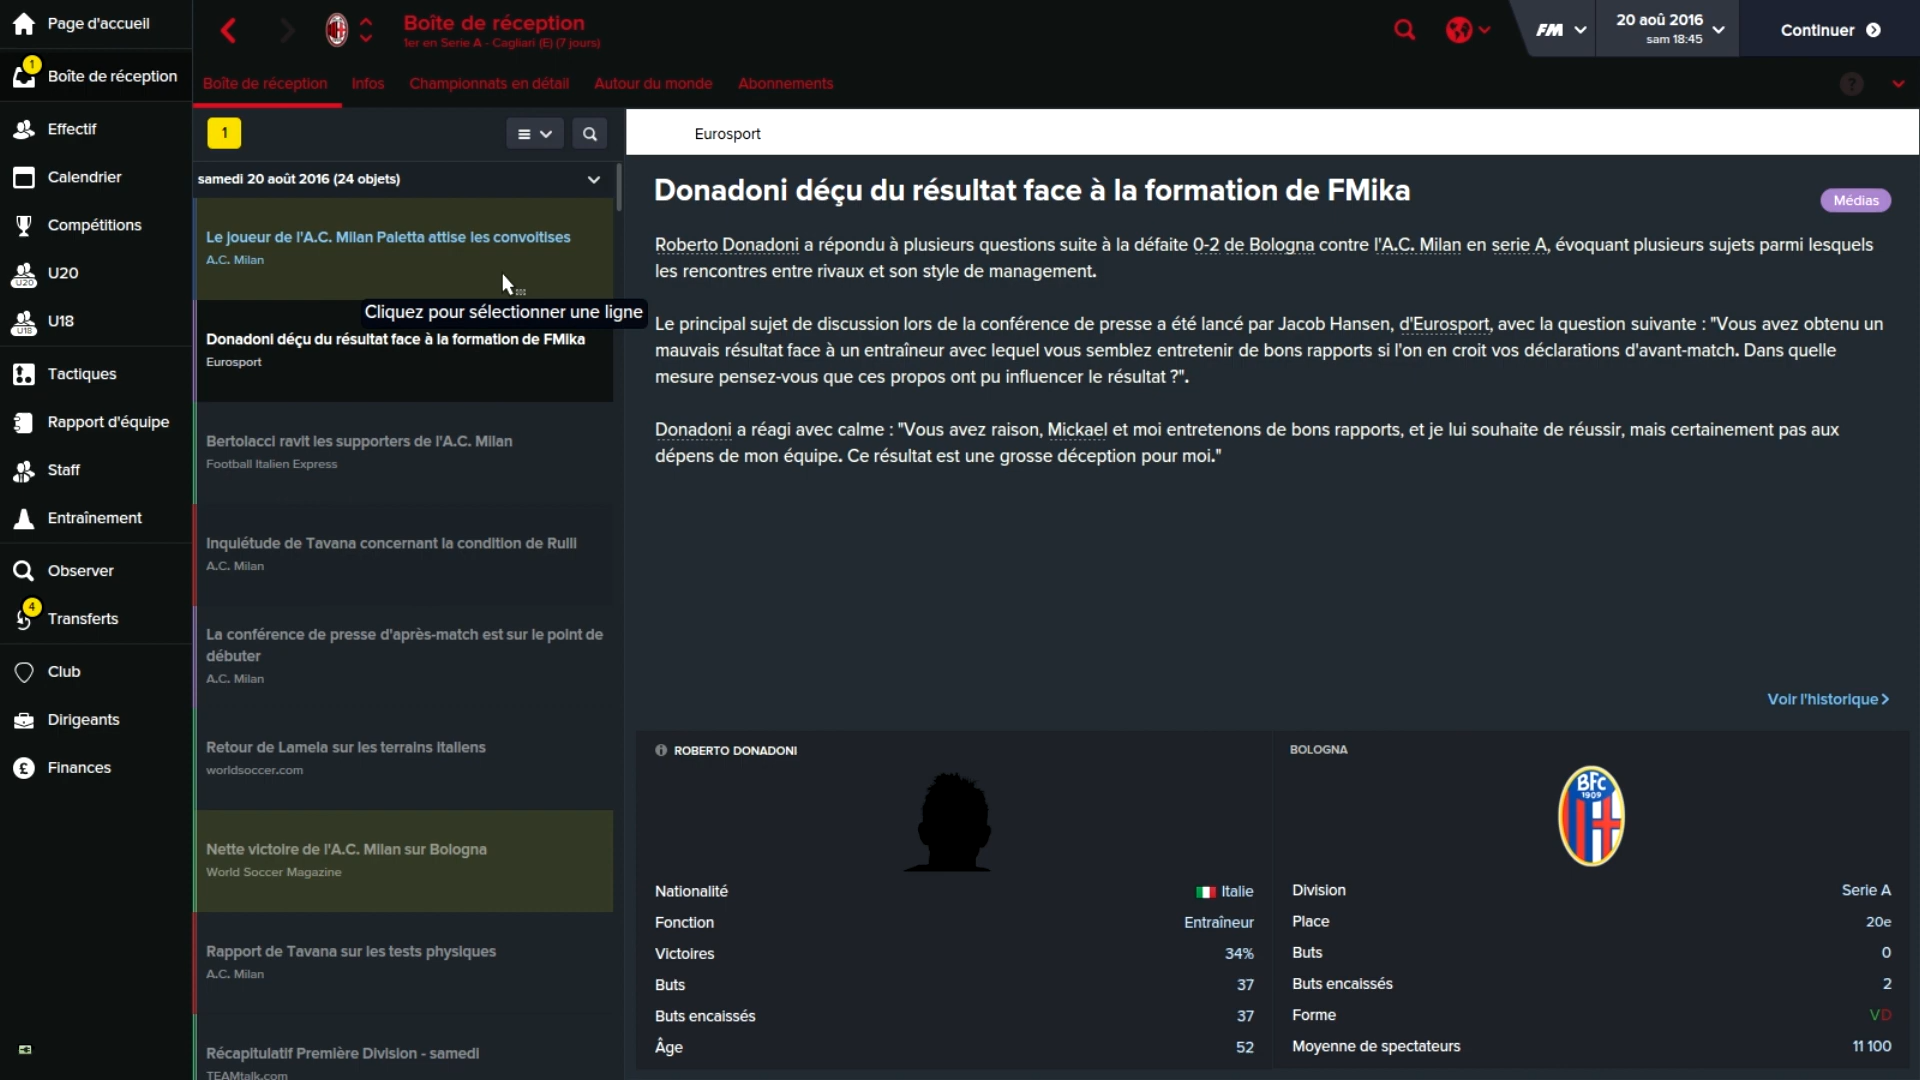 Page d'accueil
1
Boîte de réception
Effectif
Calendrier
Compétitions
U20
U20
U18
U18
Tactiques
Rapport d'équipe
Staff
Entraînement
Observer
4
Transferts
Club
Dirigeants
Finances
Boîte de réception
1er en Serie A - Cagliari (E) (7 jours)
FM
20 aoû 2016
sam 18:45
Continuer
Boîte de réception
Infos
Championnats en détail
Autour du monde
Abonnements
?
1
samedi 20 août 2016 (24 objets)
Le joueur de l'A.C. Milan Paletta attise les convoitises
A.C. Milan
Cliquez pour sélectionner une ligne
Donadoni déçu du résultat face à la formation de FMika
Eurosport
Bertolacci ravit les supporters de l'A.C. Milan
Football Italien Express
Inquiétude de Tavana concernant la condition de Rulli
A.C. Milan
La conférence de presse d'après-match est sur le point de
débuter
A.C. Milan
Retour de Lamela sur les terrains italiens
worldsoccer.com
Nette victoire de l'A.C. Milan sur Bologna
World Soccer Magazine
Rapport de Tavana sur les tests physiques
A.C. Milan
Récapitulatif Première Division - samedi
TEAMtalk.com
Eurosport
Donadoni déçu du résultat face à la formation de FMika
Médias
Roberto Donadoni a répondu à plusieurs questions suite à la défaite 0-2 de Bologna contre l'A.C. Milan en serie A, évoquant plusieurs sujets parmi lesquels
les rencontres entre rivaux et son style de management.
Le principal sujet de discussion lors de la conférence de presse a été lancé par Jacob Hansen, d'Eurosport, avec la question suivante : "Vous avez obtenu un
mauvais résultat face à un entraîneur avec lequel vous semblez entretenir de bons rapports si l'on en croit vos déclarations d'avant-match. Dans quelle
mesure pensez-vous que ces propos ont pu influencer le résultat ?".
Donadoni a réagi avec calme : "Vous avez raison, Mickael et moi entretenons de bons rapports, et je lui souhaite de réussir, mais certainement pas aux
dépens de mon équipe. Ce résultat est une grosse déception pour moi."
Voir l'historique
ROBERTO DONADONI
Nationalité Italie
Fonction Entraîneur
Victoires 34%
Buts 37
Buts encaissés 37
Âge 52
BOLOGNA
BFC
1909
Division Serie A
Place 20e
Buts 0
Buts encaissés 2
Forme VD
Moyenne de spectateurs 11 100